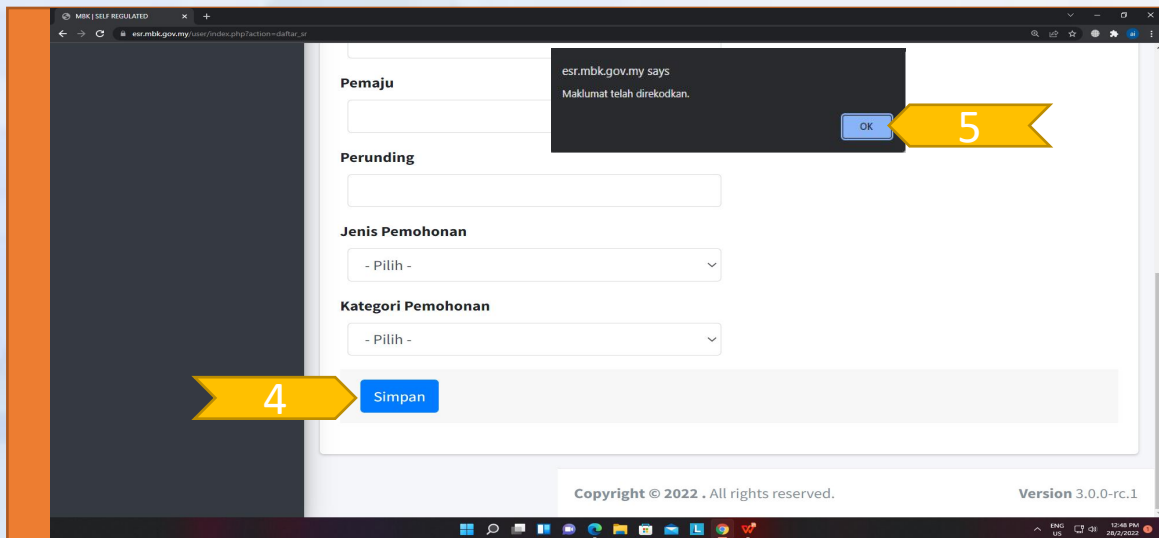 MBK | SELF REGULATED
esr.mbk.gov.my/user/index.php?action=daftar_sr
ai
esr.mbk.gov.my says
Maklumat telah direkodkan.
OK
5
Pemaju
Perunding
Jenis Pemohonan
- Pilih -
Kategori Pemohonan
- Pilih -
4
Simpan
Copyright © 2022 . All rights reserved.
Version 3.0.0-rc.1
L
ENG
US
12:48 PM
28/2/2022